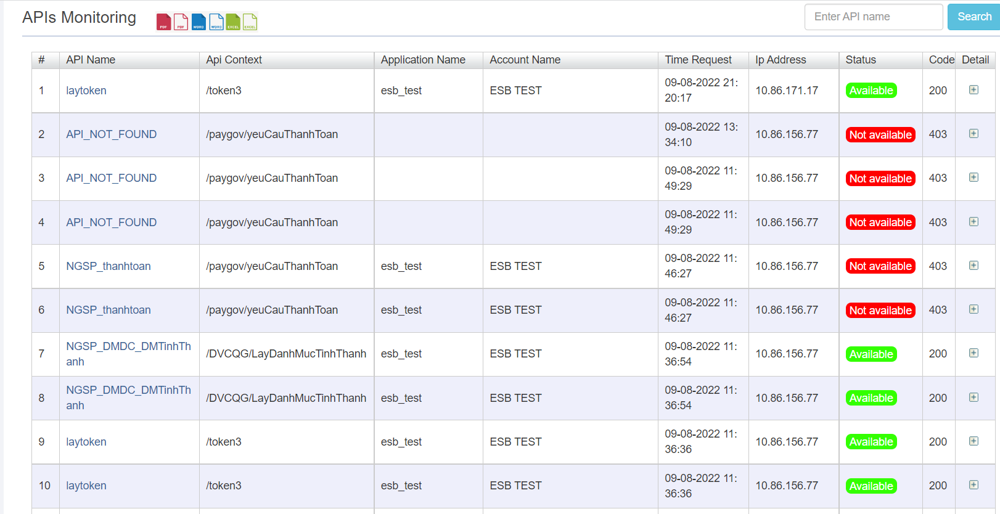 APIs Monitoring
PDF PDF WORD WORD EXCEL EXCEL
Enter API name
Search
# API Name Api Context Application Name Account Name Time Request Ip Address Status Code Detail
1 laytoken /token3 esb_test ESB TEST 09-08-2022 21:
20:17 10.86.171.17 Available 200
2 API_NOT_FOUND /paygov/yeuCauThanhToan 09-08-2022 13:
34:10 10.86.156.77 Not available 403
3 API_NOT_FOUND /paygov/yeuCauThanhToan 09-08-2022 11:
49:29 10.86.156.77 Not available 403
4 API_NOT_FOUND /paygov/yeuCauThanhToan 09-08-2022 11:
49:29 10.86.156.77 Not available 403
5 NGSP_thanhtoan /paygov/yeuCauThanhToan esb_test ESB TEST 09-08-2022 11:
46:27 10.86.156.77 Not available 403
6 NGSP_thanhtoan /paygov/yeuCauThanhToan esb_test ESB TEST 09-08-2022 11:
46:27 10.86.156.77 Not available 403
7 NGSP_DMDC_DMTinhTh
anh /DVCQG/LayDanhMucTinhThanh esb_test ESB TEST 09-08-2022 11:
36:54 10.86.156.77 Available 200
8 NGSP_DMDC_DMTinhTh
anh /DVCQG/LayDanhMucTinhThanh esb_test ESB TEST 09-08-2022 11:
36:54 10.86.156.77 Available 200
9 laytoken /token3 esb_test ESB TEST 09-08-2022 11:
36:36 10.86.156.77 Available 200
10 laytoken /token3 esb_test ESB TEST 09-08-2022 11:
36:36 10.86.156.77 Available 200